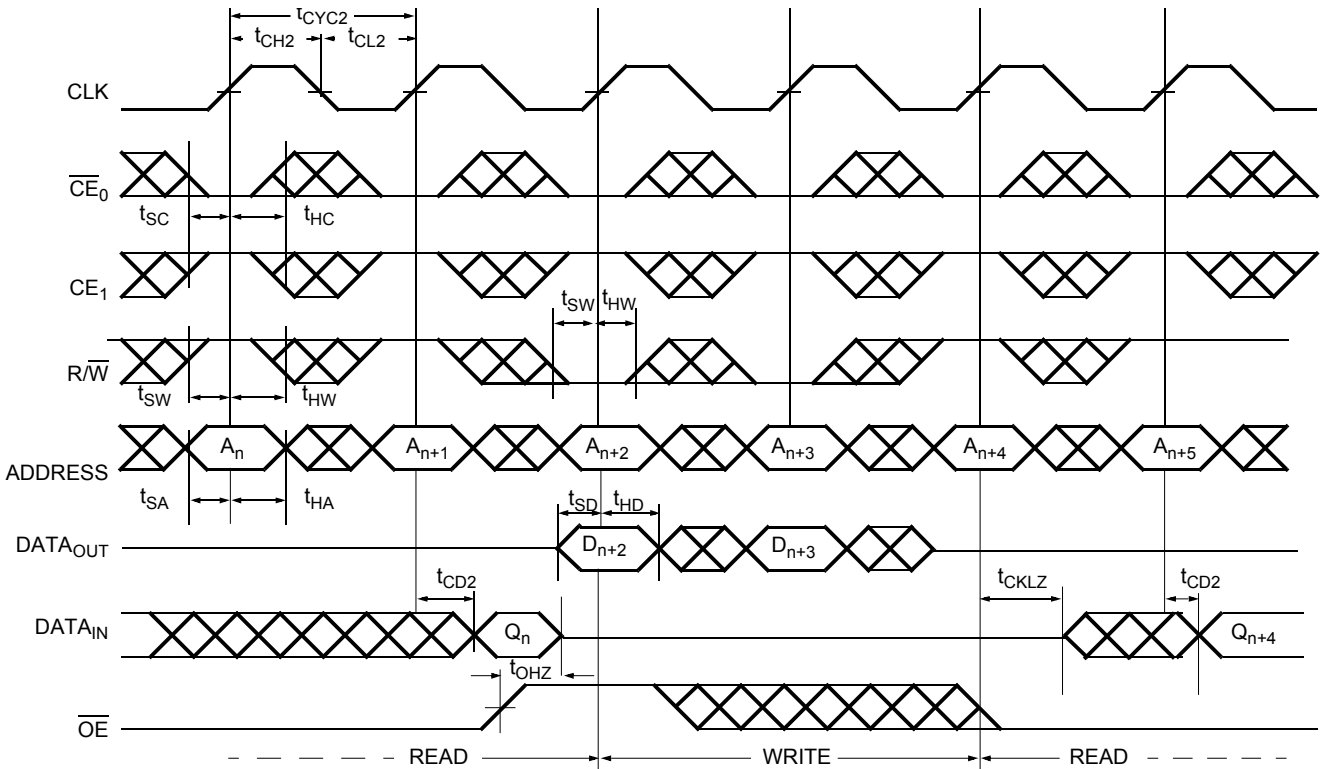 tCYC2
tCH2 tCL2
CLK
CE0
tSC tHC
CE1
tSW tHW
R/W
tSW tHW
An An+1 An+2 An+3 An+4 An+5
ADDRESS
tSA tHA tSD tHD
DATAOUT Dn+2 Dn+3
tCD2 tCKLZ tCD2
DATAIN Qn Qn+4
tOHZ
OE
READ WRITE READ